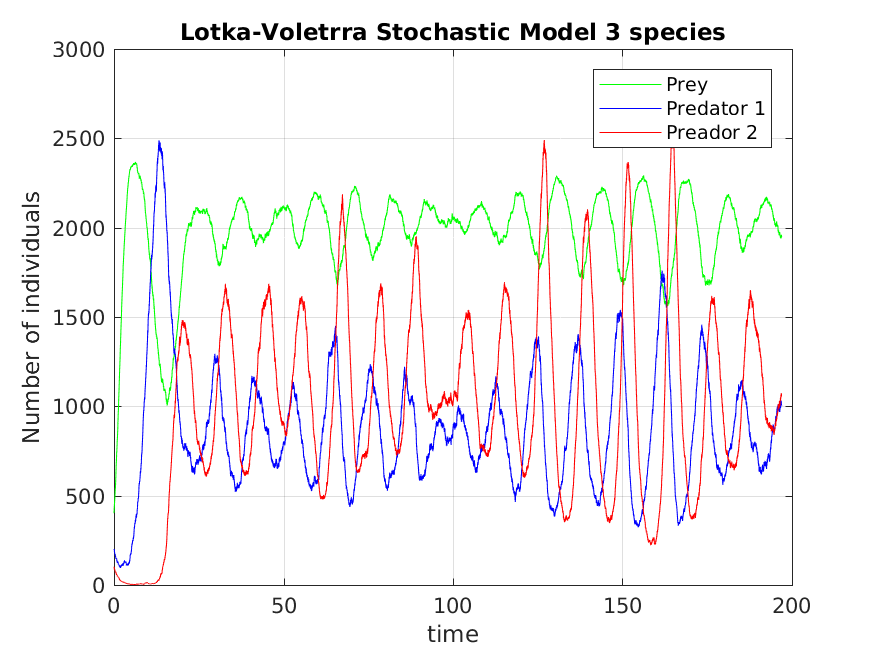 Lotka-Voletrra Stochastic Model 3 species
3000
2500
2000
1500
1000
500
0
Number of individuals
Prey
Predator 1
Preador 2
0 50 100 150 200
time